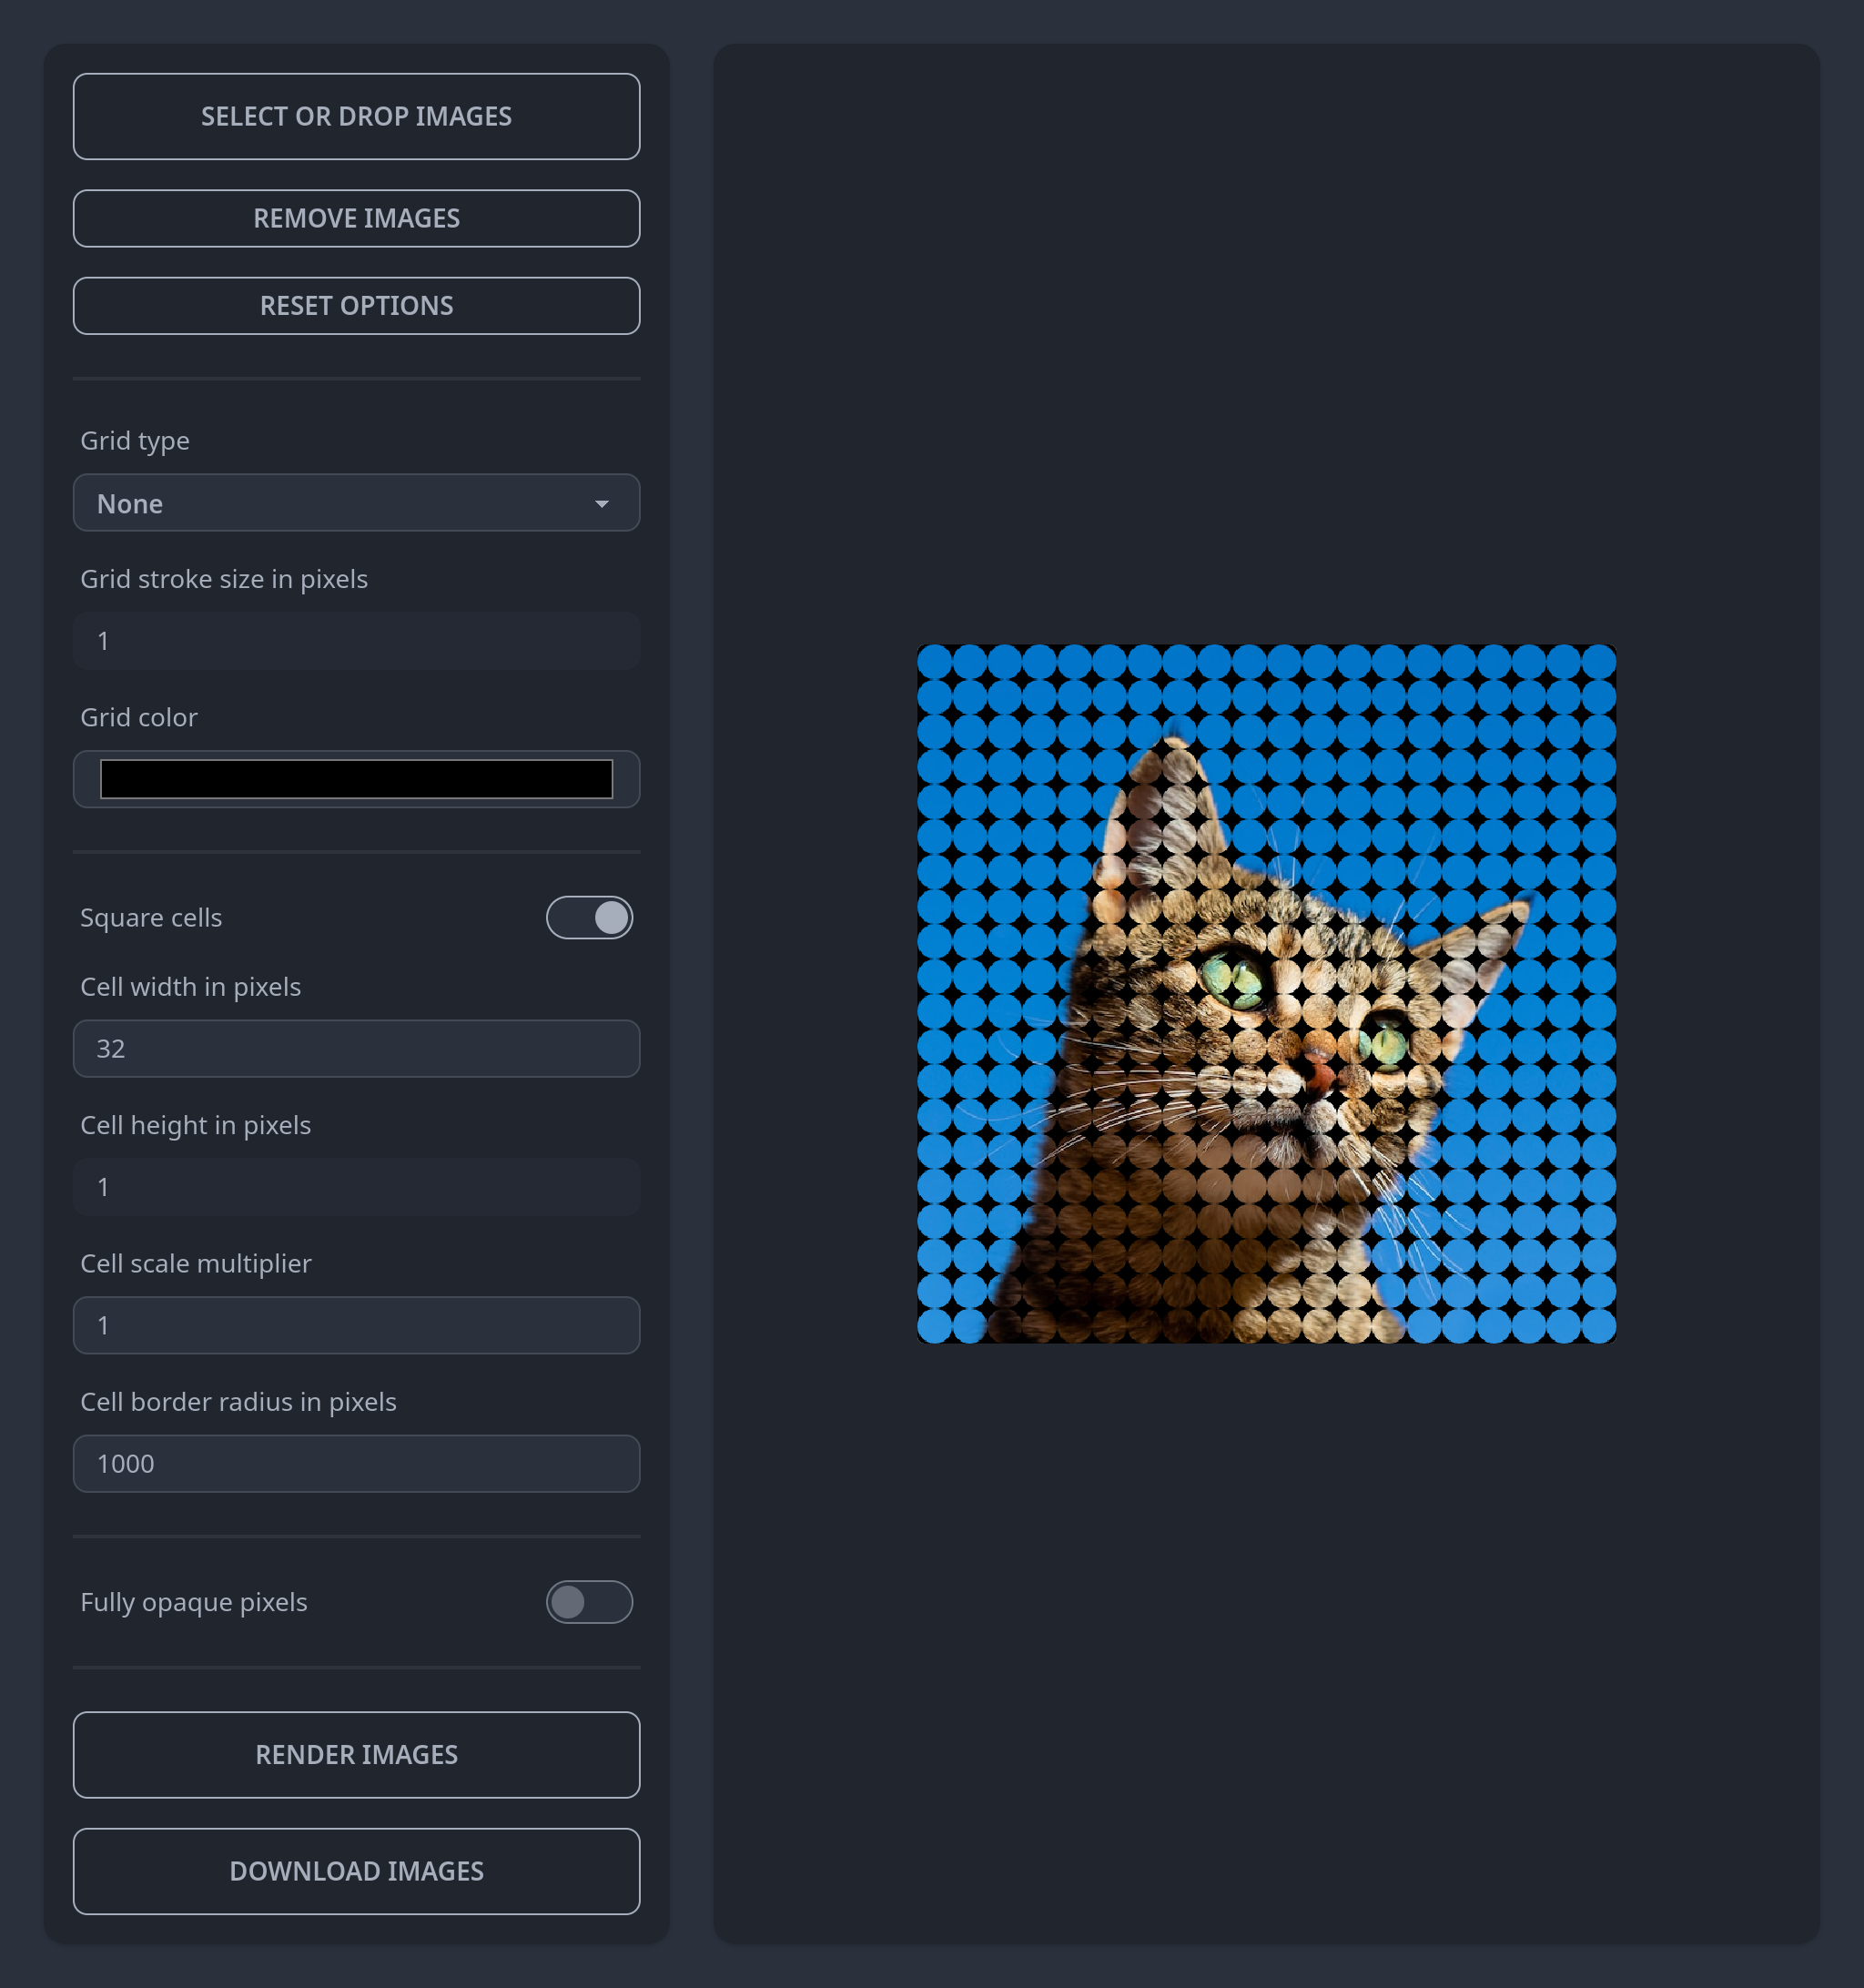 SELECT OR DROP IMAGES
REMOVE IMAGES
RESET OPTIONS
Grid type
None
Grid stroke size in pixels
1
Grid color
Square cells
Cell width in pixels
32
Cell height in pixels
1
Cell scale multiplier
1
Cell border radius in pixels
1000
Fully opaque pixels
RENDER IMAGES
DOWNLOAD IMAGES